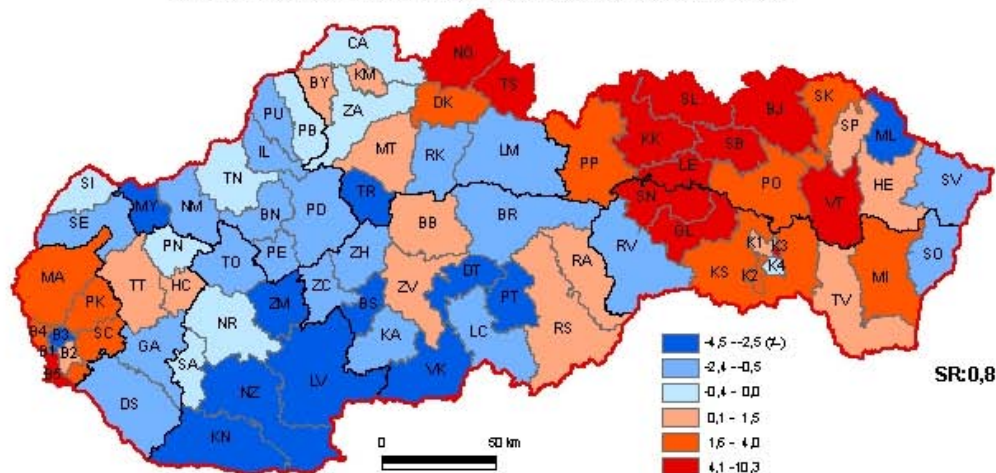 CA
NO
BY
KM
TS
DK
SL
BJ
SK
PU
PB
ZA
SP
ML
KK
SB
IL
MT
RK
LM
PP
LE
PO
HE
SV
SI
TN
TR
SN
VT
SE
MY
NM
BN
PD
BB
BR
GL
PN
PE
ZH
RV
K1
K3
K4
SO
MA
TO
DT
RA
KS
K2
MI
TT
HC
ZM
ZC
BS
ZV
PT
TV
PK
NR
KA
LC
RS
B4
B3
SC
B1
B2
GA
B5
SA
DS
NZ
LV
VK
KN
-4,5 - -2,5 (‰)
-2,4 - -0,5
-0,4 - 0,0
0,1 - 1,5
1,6 - 4,0
4,1 -10,3
SR:0,8
0 50 km